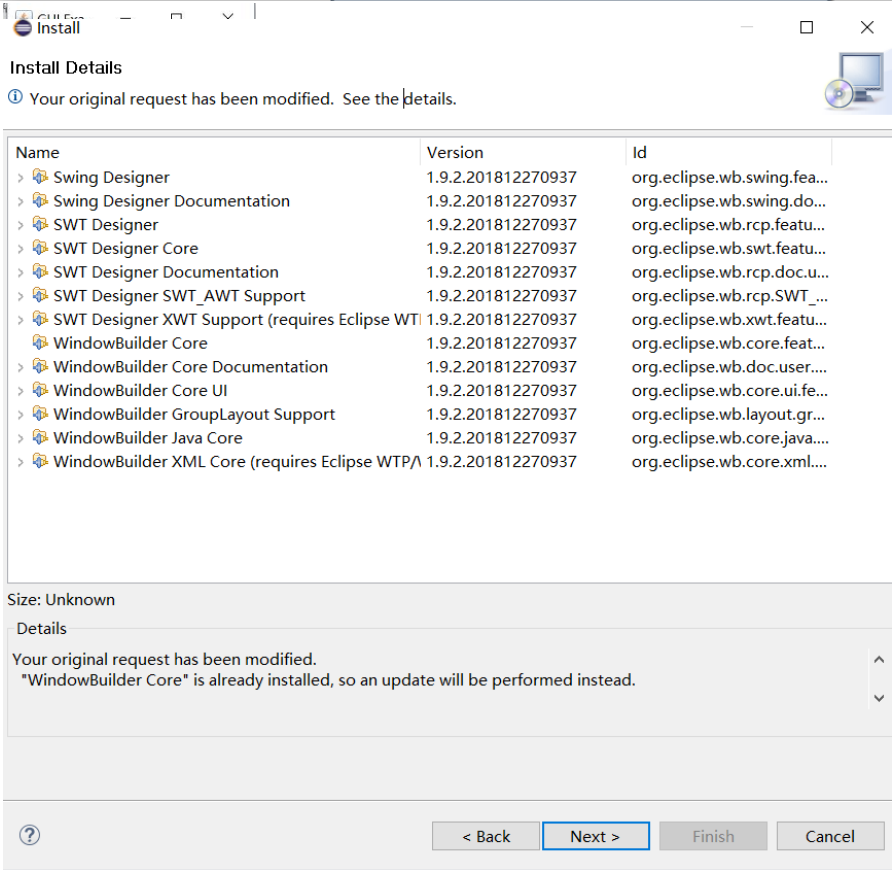 Install
Install Details
Your original request has been modified. See the details.
Name Version Id
Swing Designer 1.9.2.201812270937 org.eclipse.wb.swing.fea...
Swing Designer Documentation 1.9.2.201812270937 org.eclipse.wb.swing.do...
SWT Designer 1.9.2.201812270937 org.eclipse.wb.rcp.featu...
SWT Designer Core 1.9.2.201812270937 org.eclipse.wb.swt.featu...
SWT Designer Documentation 1.9.2.201812270937 org.eclipse.wb.rcp.doc.u...
SWT Designer SWT_AWT Support 1.9.2.201812270937 org.eclipse.wb.rcp.SWT_...
SWT Designer XWT Support (requires Eclipse WT 1.9.2.201812270937 org.eclipse.wb.xwt.featu...
WindowBuilder Core 1.9.2.201812270937 org.eclipse.wb.core.feat...
WindowBuilder Core Documentation 1.9.2.201812270937 org.eclipse.wb.doc.user....
WindowBuilder Core UI 1.9.2.201812270937 org.eclipse.wb.core.ui.fe...
WindowBuilder GroupLayout Support 1.9.2.201812270937 org.eclipse.wb.layout.gr...
WindowBuilder Java Core 1.9.2.201812270937 org.eclipse.wb.core.java....
WindowBuilder XML Core (requires Eclipse WTP/ 1.9.2.201812270937 org.eclipse.wb.core.xml....
Size: Unknown
Details
Your original request has been modified.
"WindowBuilder Core" is already installed, so an update will be performed instead.
< Back Next > Finish Cancel